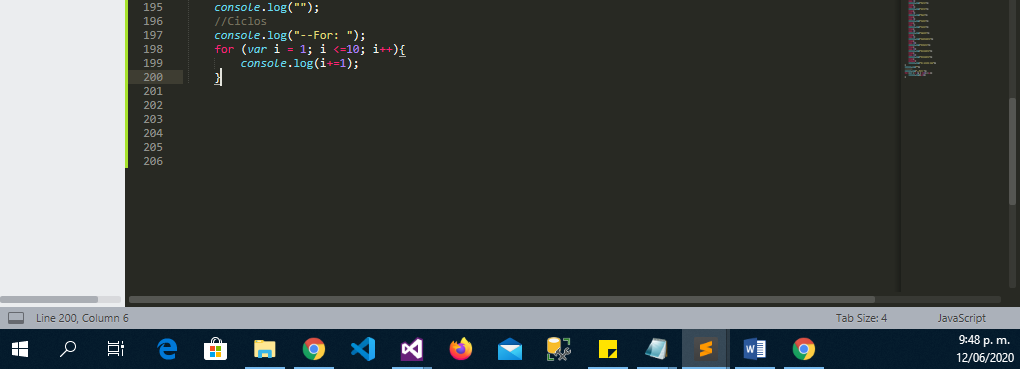 195 console.log("");
196 //Ciclos
197 console.log("--For: ");
198 for (var i = 1; i <=10; i++){
199 console.log(i+=1);
200 }
201
202
203
204
205
206
Line 200, Column 6 Tab Size: 4 JavaScript
9:48 p. m.
12/06/2020